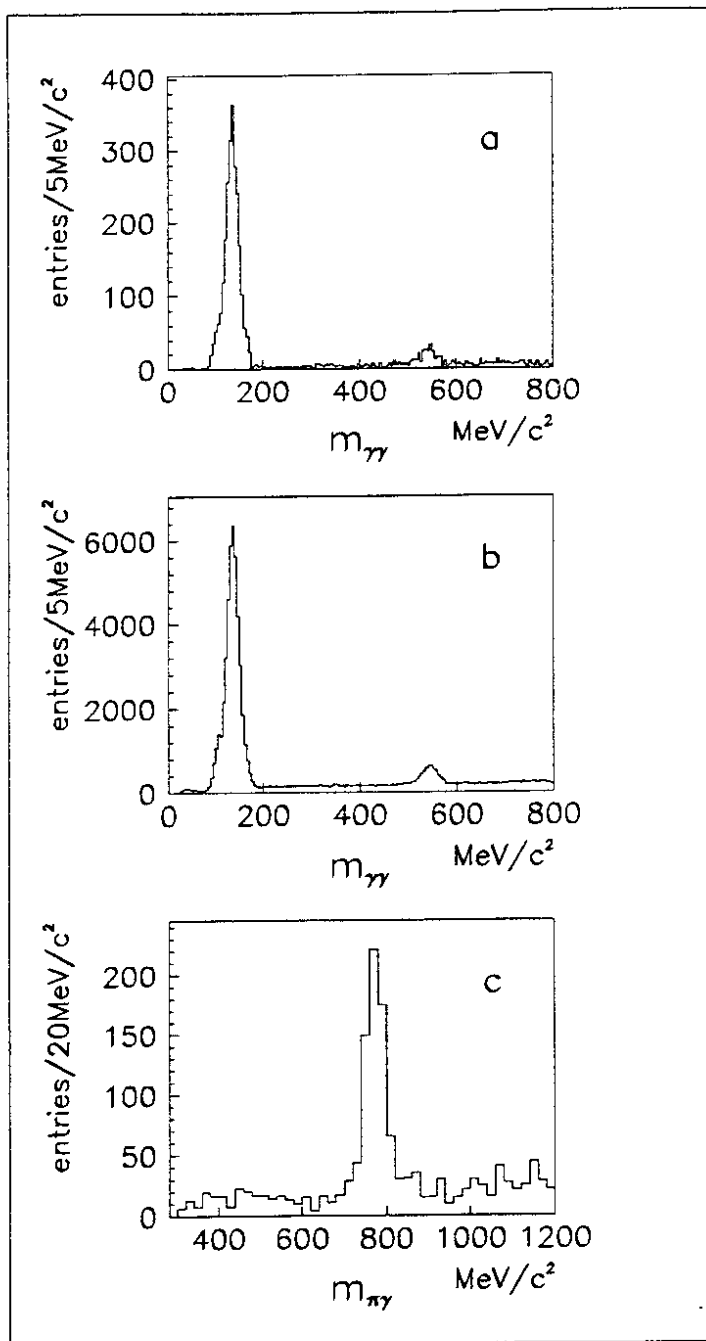 entries/5MeV/c²
400
300
200
100
0
a
0 200 400 600 800
m_γγ MeV/c²
entries/5MeV/c²
6000
4000
2000
0
b
0 200 400 600 800
m_γγ MeV/c²
entries/20MeV/c²
200
150
100
50
0
c
400 600 800 1000 1200
m_πγ MeV/c²